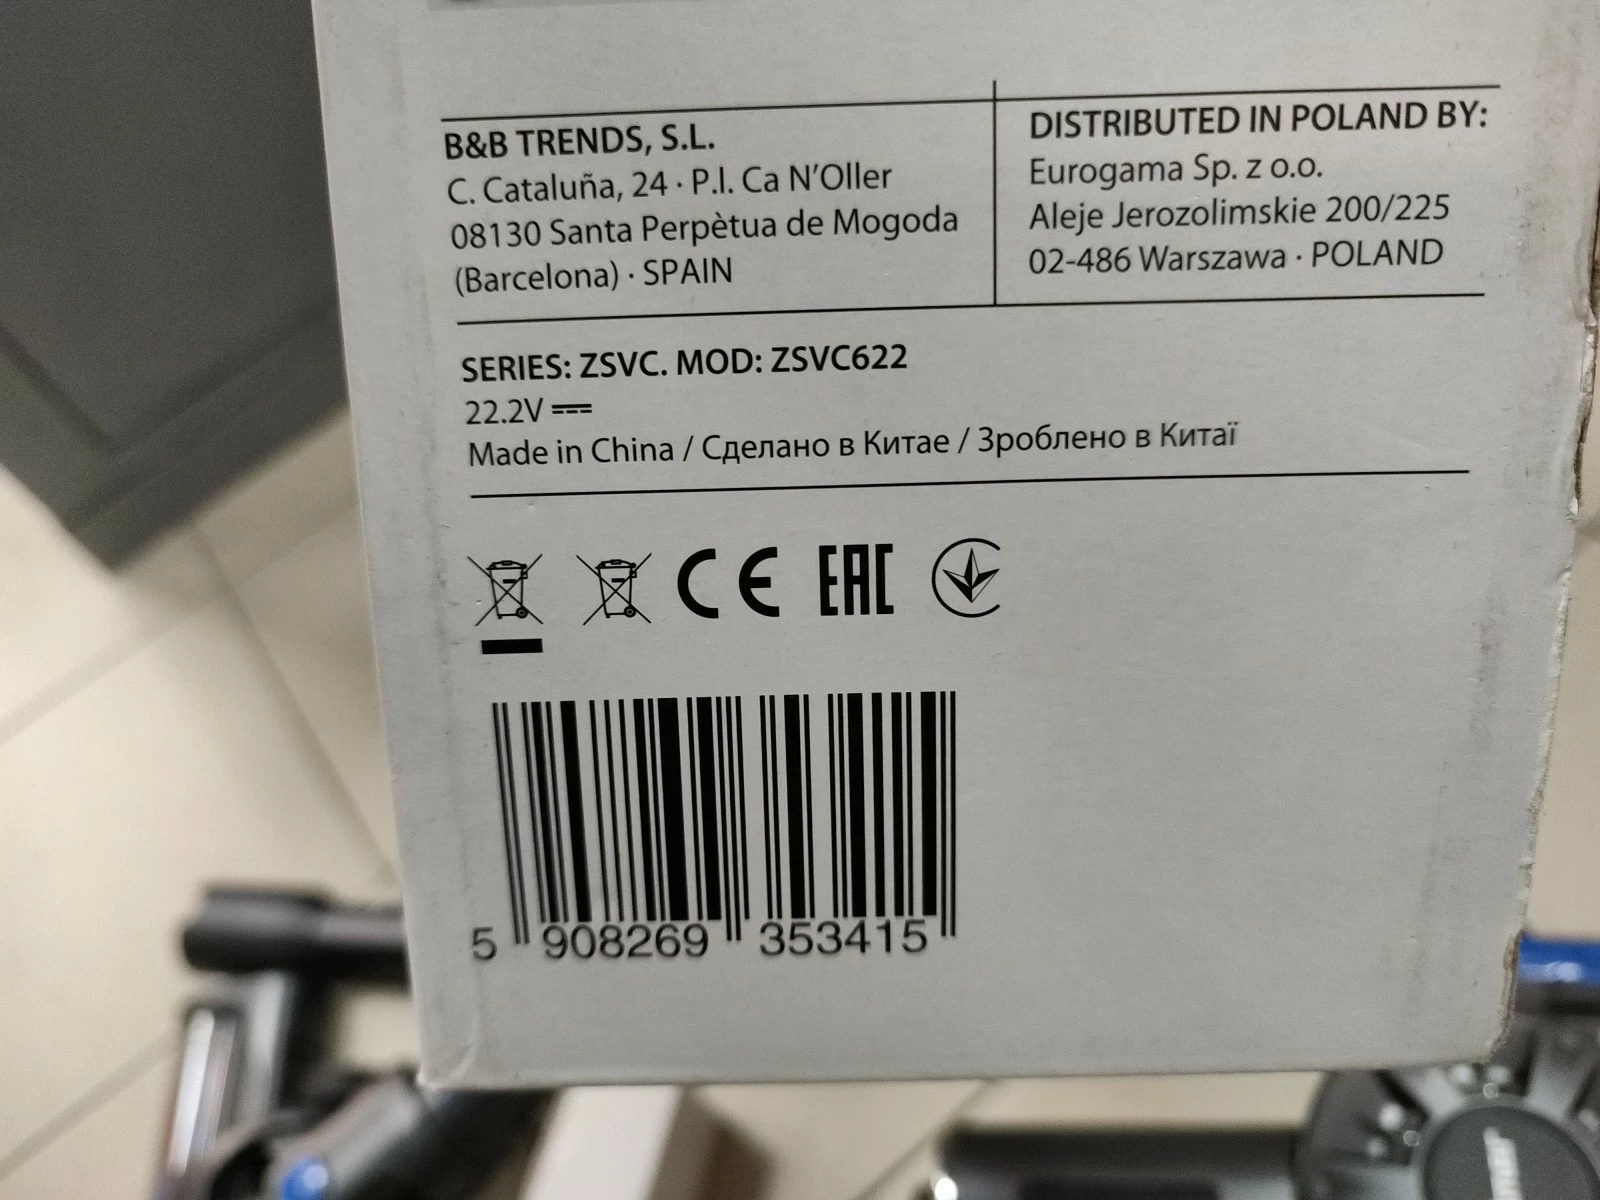 B&B TRENDS, S.L.
C. Cataluña, 24 · P.I. Ca N'Oller
08130 Santa Perpètua de Mogoda
(Barcelona) · SPAIN
DISTRIBUTED IN POLAND BY:
Eurogama Sp. z o.o.
Aleje Jerozolimskie 200/225
02-486 Warszawa · POLAND
SERIES: ZSVC. MOD: ZSVC622
22.2V
Made in China / Сделано в Китае / Зроблено в Китаї
CE EAC
5 908269 353415